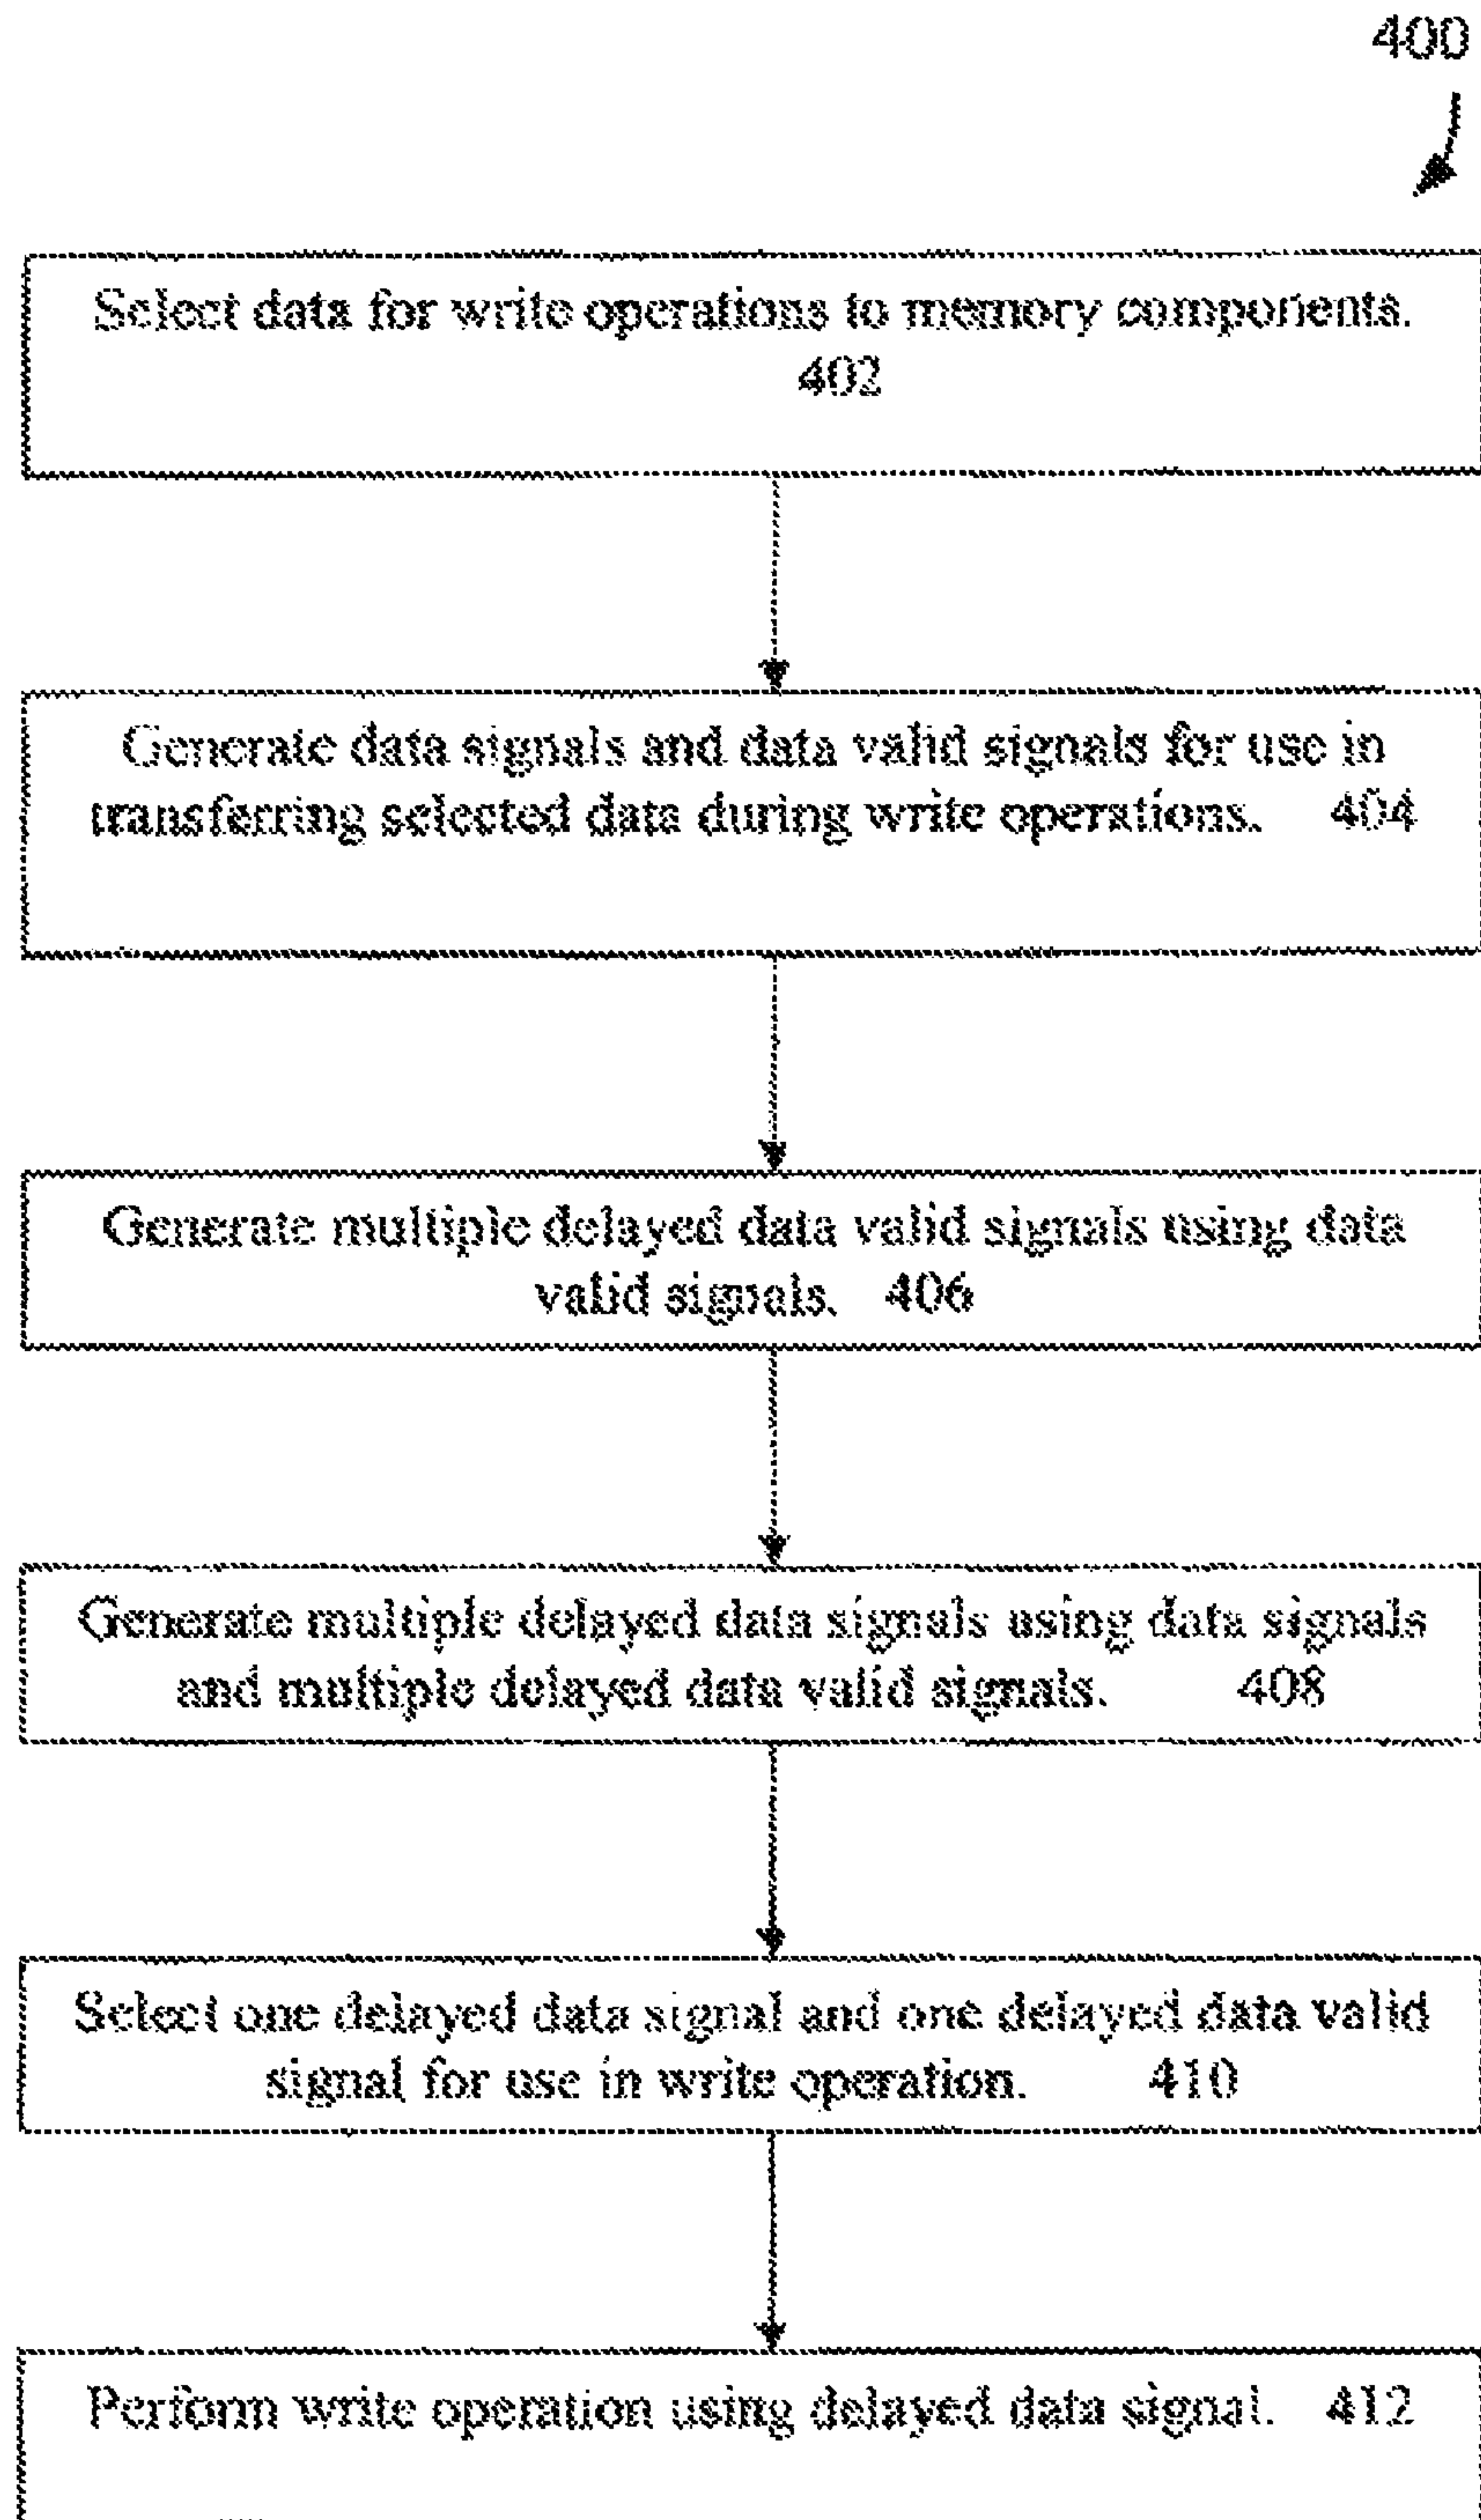 400
Select data for write operations to memory components.
402
Generate data signals and data valid signals for use in
transferring selected data during write operations. 404
Generate multiple delayed data valid signals using data
valid signals. 406
Generate multiple delayed data signals using data signals
and multiple delayed data valid signals. 408
Select one delayed data signal and one delayed data valid
signal for use in write operation. 410
Perform write operation using delayed data signal. 412